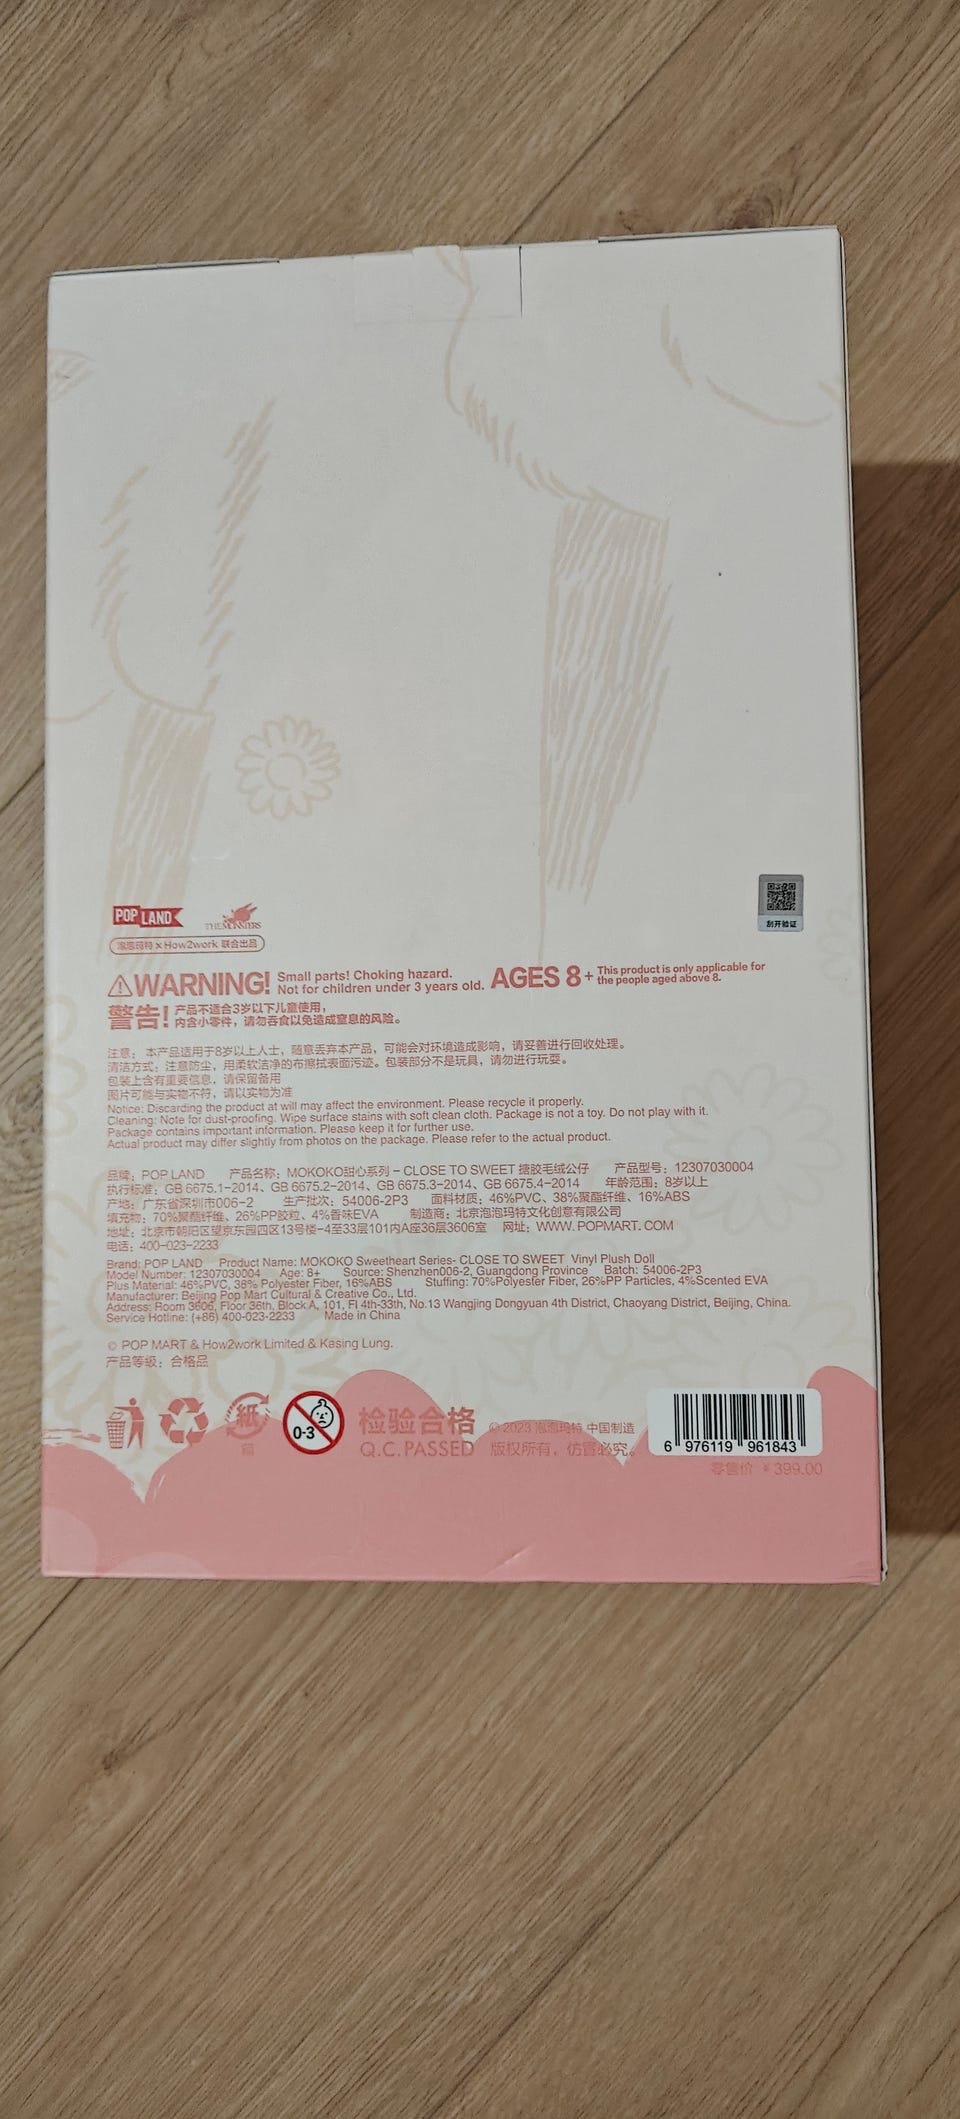 POP LAND
THE MONSTERS
泡泡玛特 × How2work 联合出品
刮开验证
WARNING! Small parts! Choking hazard. Not for children under 3 years old. AGES 8+ This product is only applicable for the people aged above 8.
警告! 产品不适合3岁以下儿童使用，
内含小零件，请勿吞食以免造成窒息的风险。
注意：本产品适用于8岁以上人士，随意丢弃本产品，可能会对环境造成影响，请妥善进行回收处理。
清洁方式：注意防尘，用柔软洁净的布擦拭表面污迹。包装部分不是玩具，请勿进行玩耍。
包装上含有重要信息，请保留备用
图片可能与实物不符，请以实物为准
Notice: Discarding the product at will may affect the environment. Please recycle it properly.
Cleaning: Note for dust-proofing. Wipe surface stains with soft clean cloth. Package is not a toy. Do not play with it.
Package contains important information. Please keep it for further use.
Actual product may differ slightly from photos on the package. Please refer to the actual product.
品牌：POP LAND 产品名称：MOKOKO甜心系列 – CLOSE TO SWEET 搪胶毛绒公仔 产品型号：12307030004
执行标准：GB 6675.1-2014、GB 6675.2-2014、GB 6675.3-2014、GB 6675.4-2014 年龄范围：8岁以上
产地：广东省深圳市006-2 生产批次：54006-2P3 面料材质：46%PVC、38%聚酯纤维、16%ABS
填充物：70%聚酯纤维、26%PP胶粒、4%香味EVA 制造商：北京泡泡玛特文化创意有限公司
地址：北京市朝阳区望京东园四区13号楼-4至33层101内A座36层3606室 网址：WWW. POPMART. COM
电话：400-023-2233
Brand: POP LAND Product Name: MOKOKO Sweetheart Series- CLOSE TO SWEET Vinyl Plush Doll
Model Number: 12307030004 Age: 8+ Source: Shenzhen006-2, Guangdong Province Batch: 54006-2P3
Plus Material: 46%PVC, 38% Polyester Fiber, 16%ABS Stuffing: 70%Polyester Fiber, 26%PP Particles, 4%Scented EVA
Manufacturer: Beijing Pop Mart Cultural & Creative Co., Ltd.
Address: Room 3606, Floor 36th, Block A, 101, Fl 4th-33th, No.13 Wangjing Dongyuan 4th District, Chaoyang District, Beijing, China.
Service Hotline: (+86) 400-023-2233 Made in China
© POP MART & How2work Limited & Kasing Lung.
产品等级：合格品
紙
箱
0-3
检验合格
Q.C.PASSED
© 2023 泡泡玛特 中国制造
版权所有，仿冒必究。
6 976119 961843
零售价 ¥ 399.00